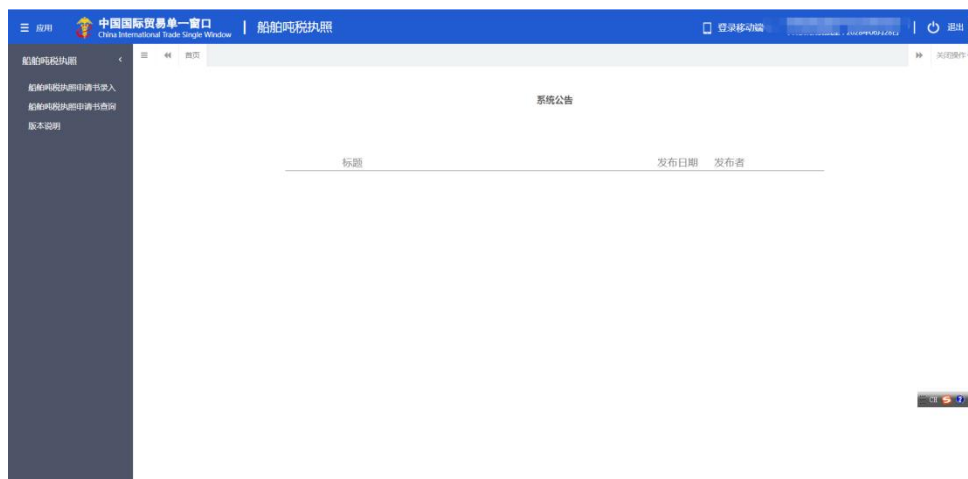 应用
中国国际贸易单一窗口
China International Trade Single Window
船舶吨税执照
登录移动端
退出
船舶吨税执照
首页
关闭操作
船舶吨税执照申请书录入
船舶吨税执照申请书查询
版本说明
系统公告
标题 发布日期 发布者